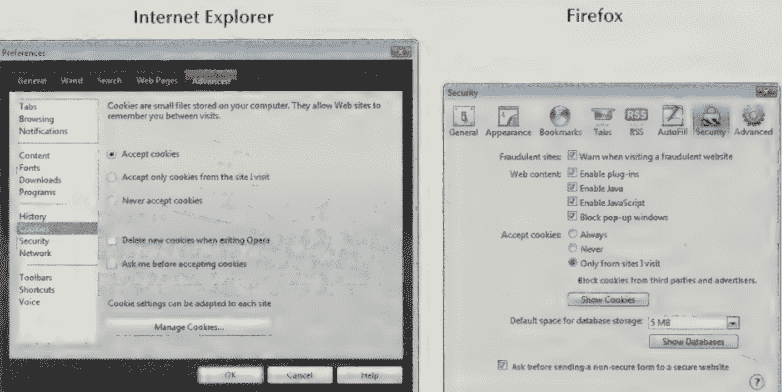 Internet Explorer
Preferences
General Wand Search Web Pages Advanced
Tabs
Browsing
Notifications
Content
Fonts
Downloads
Programs
History
Cookies
Security
Network
Toolbars
Shortcuts
Voice
Cookies are small files stored on your computer. They allow Web sites to
remember you between visits.
Accept cookies
Accept only cookies from the site I visit
Never accept cookies
Delete new cookies when exiting Opera
Ask me before accepting cookies
Cookie settings can be adapted to each site
Manage Cookies...
OK Cancel Help
Firefox
Security
RSS
General Appearance Bookmarks Tabs RSS AutoFill Security Advanced
Fraudulent sites: Warn when visiting a fraudulent website
Web content: Enable plug-ins
Enable Java
Enable JavaScript
Block pop-up windows
Accept cookies: Always
Never
Only from sites I visit
Block cookies from third parties and advertisers.
Show Cookies
Default space for database storage: 5 MB
Show Databases
Ask before sending a non-secure form to a secure website
?